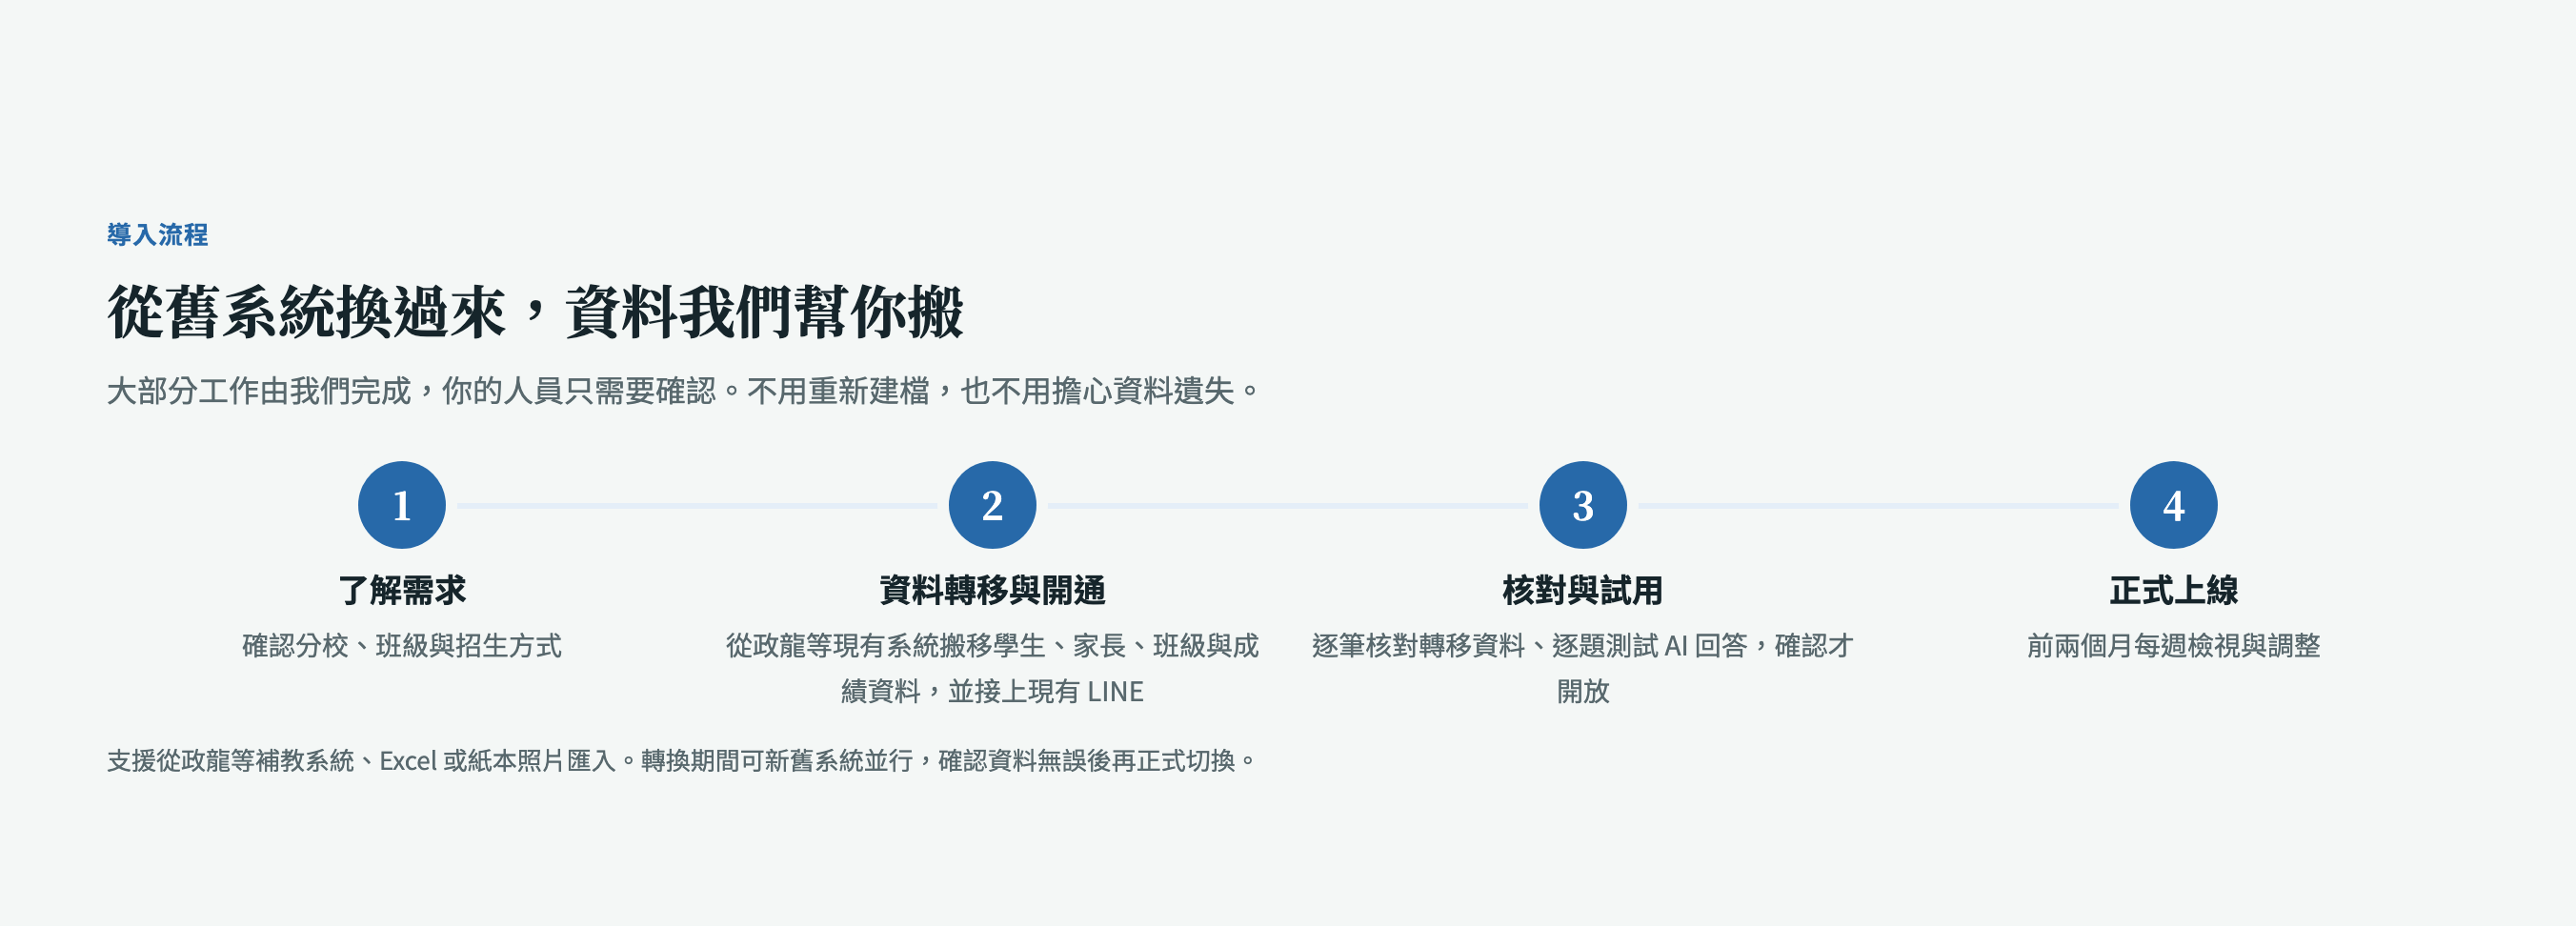 導入流程
從舊系統換過來，資料我們幫你搬
大部分工作由我們完成，你的人員只需要確認。不用重新建檔，也不用擔心資料遺失。
1
了解需求
確認分校、班級與招生方式
2
資料轉移與開通
從政龍等現有系統搬移學生、家長、班級與成
績資料，並接上現有 LINE
3
核對與試用
逐筆核對轉移資料、逐題測試 AI 回答，確認才
開放
4
正式上線
前兩個月每週檢視與調整
支援從政龍等補教系統、Excel 或紙本照片匯入。轉換期間可新舊系統並行，確認資料無誤後再正式切換。